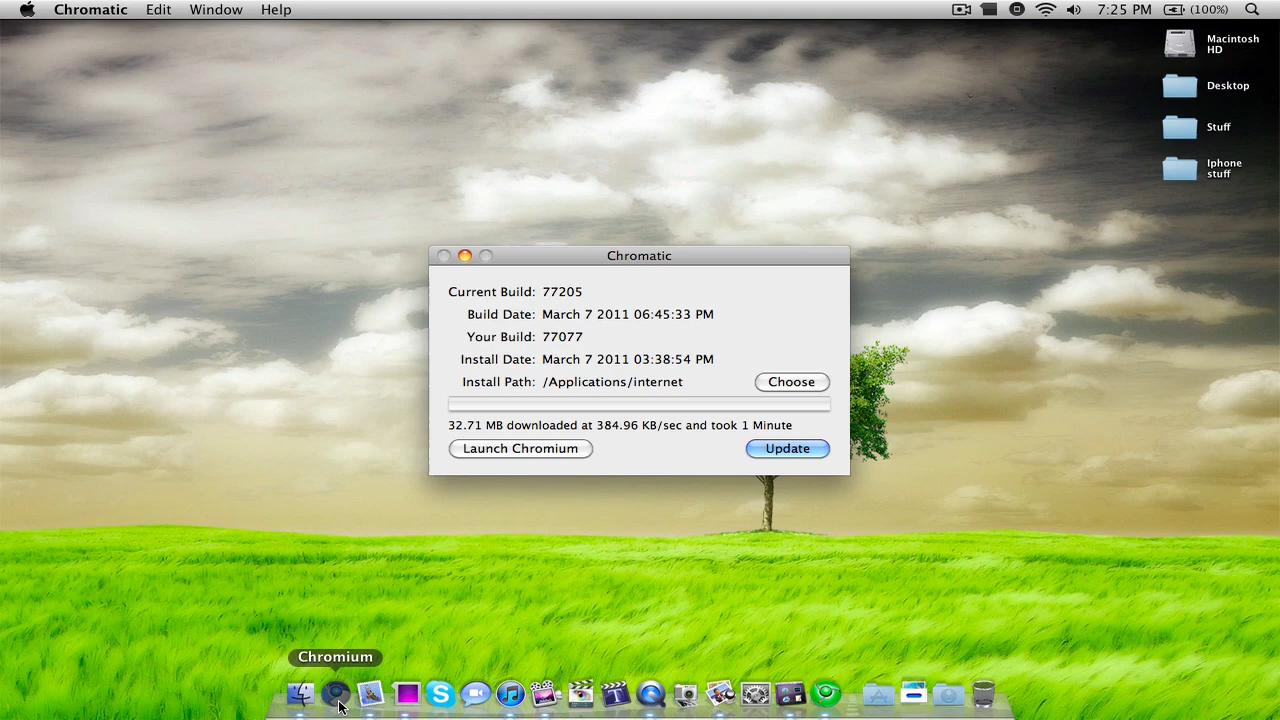 Chromatic Edit Window Help 7:25 PM (100%)
Macintosh
HD
Desktop
Stuff
Iphone
stuff
Chromatic
Current Build: 77205
Build Date: March 7 2011 06:45:33 PM
Your Build: 77077
Install Date: March 7 2011 03:38:54 PM
Install Path: /Applications/internet Choose
32.71 MB downloaded at 384.96 KB/sec and took 1 Minute
Launch Chromium Update
Chromium